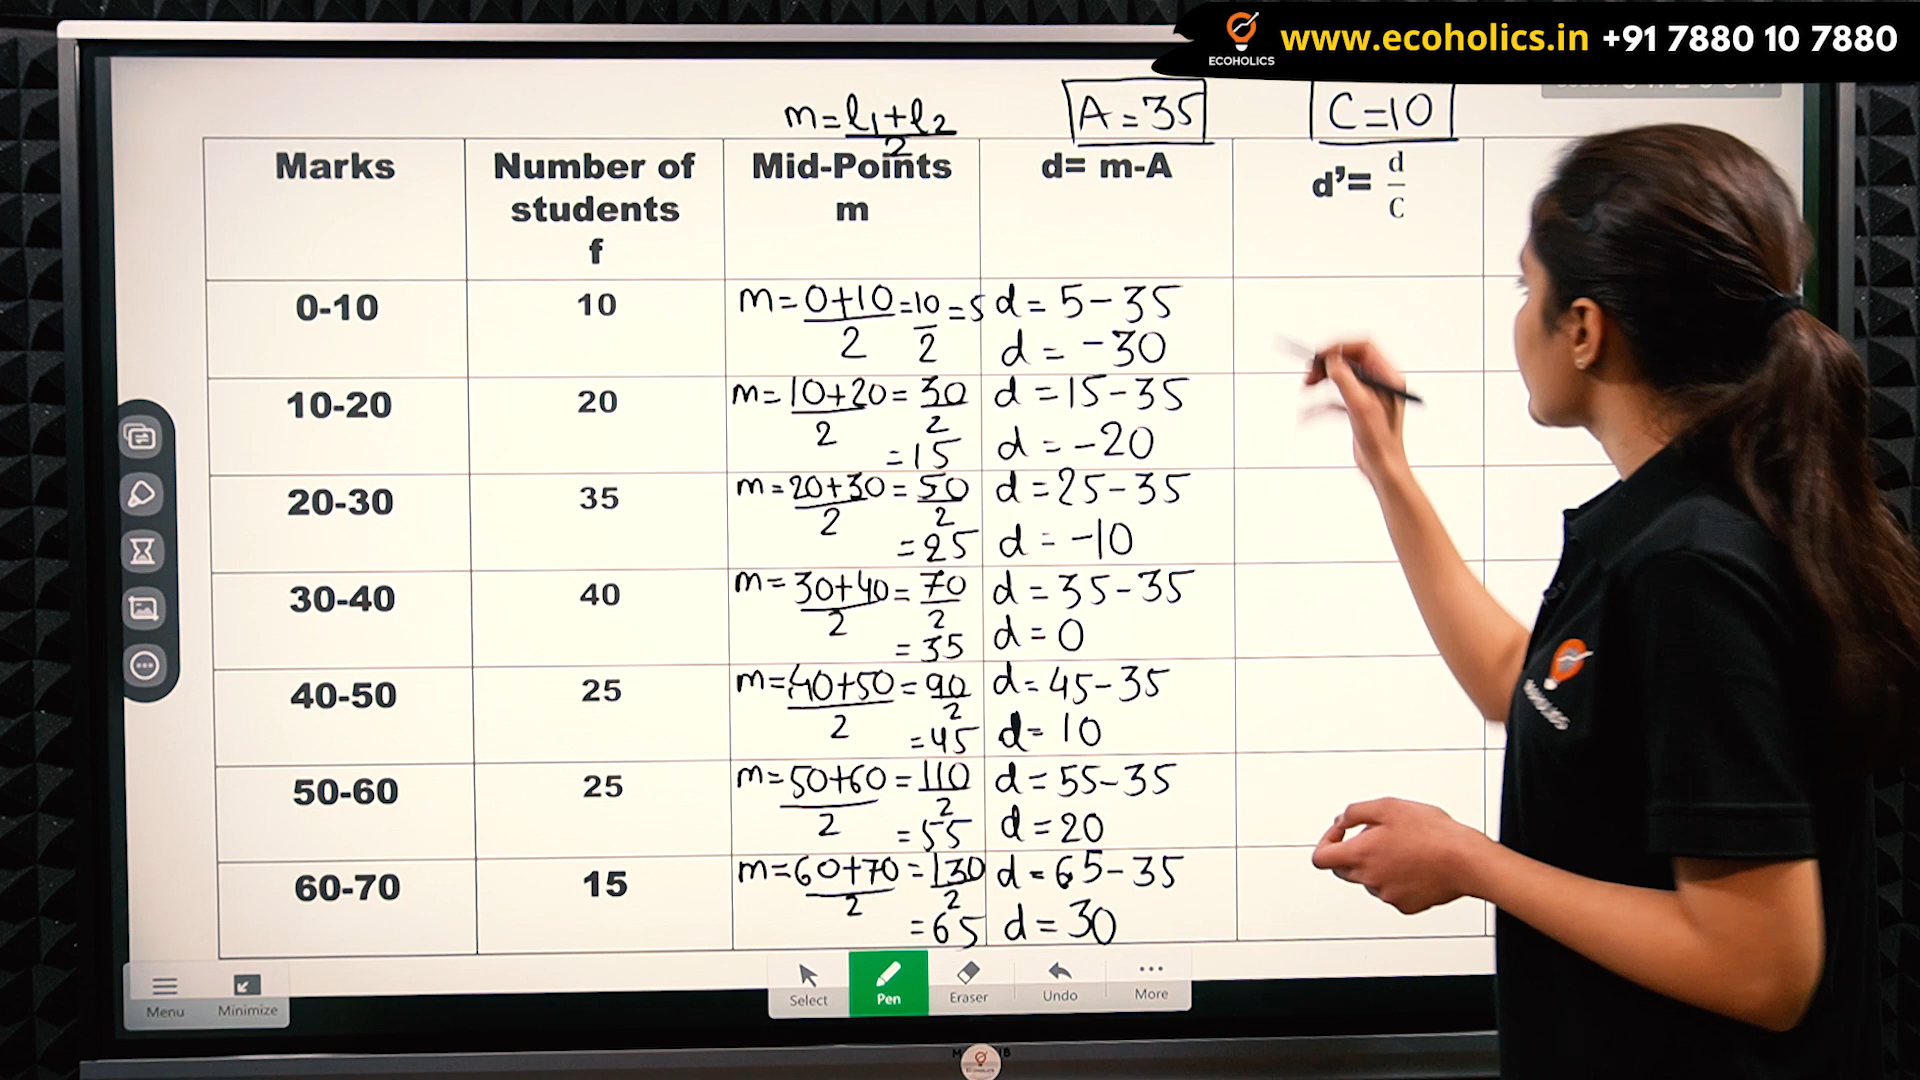 www.ecoholics.in +91 7880 10 7880
ECOHOLICS
m = l₁+l₂/2
A = 35
C = 10
Marks
Number of students f
Mid-Points m
d= m-A
d'= d/C
0-10
10
m = 0+10/2 = 10/2 = 5
d = 5 - 35
d = -30
10-20
20
m = 10+20/2 = 30/2
= 15
d = 15 - 35
d = -20
20-30
35
m = 20+30/2 = 50/2
= 25
d = 25 - 35
d = -10
30-40
40
m = 30+40/2 = 70/2
= 35
d = 35 - 35
d = 0
40-50
25
m = 40+50/2 = 90/2
= 45
d = 45 - 35
d = 10
50-60
25
m = 50+60/2 = 110/2
= 55
d = 55 - 35
d = 20
60-70
15
m = 60+70/2 = 130/2
= 65
d = 65 - 35
d = 30
Menu
Minimize
Select
Pen
Eraser
Undo
More